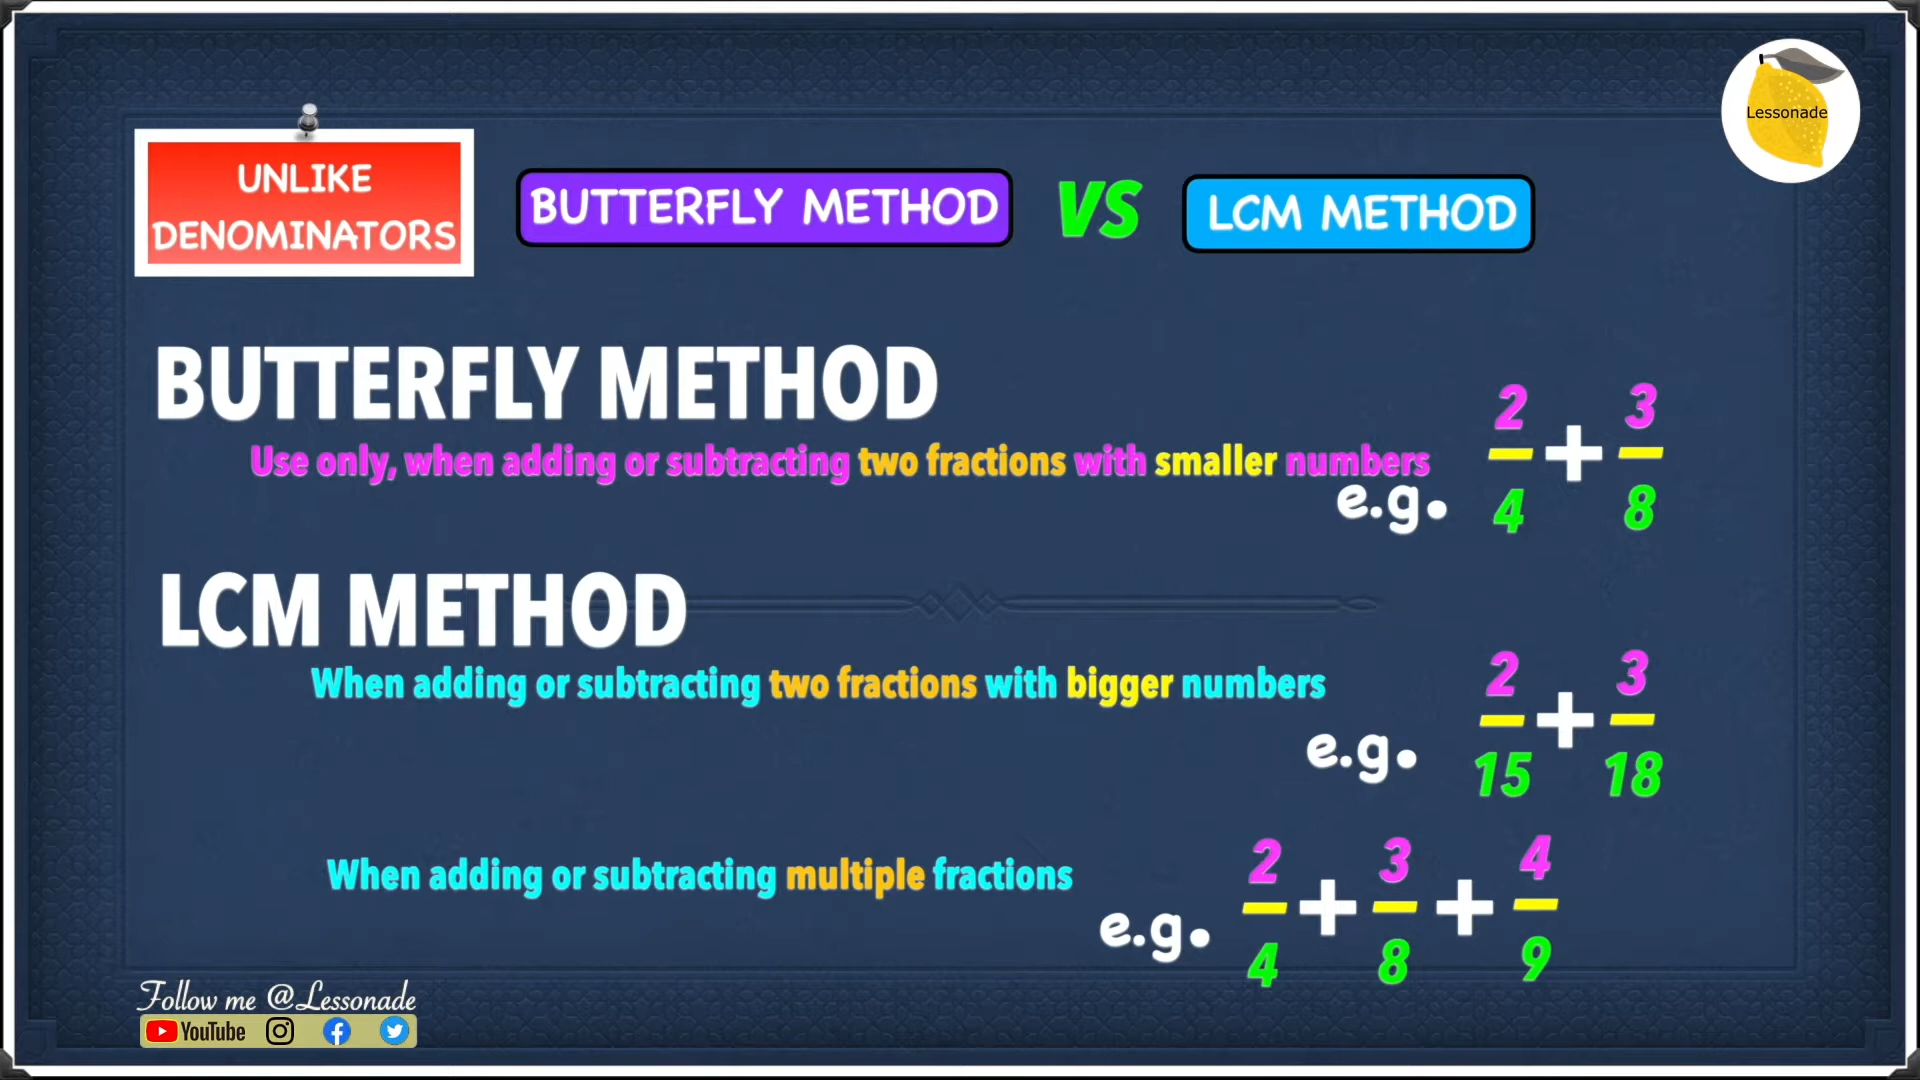 Lessonade
UNLIKE
DENOMINATORS
BUTTERFLY METHOD VS LCM METHOD
BUTTERFLY METHOD
Use only, when adding or subtracting two fractions with smaller numbers
e.g. 2/4 + 3/8
LCM METHOD
When adding or subtracting two fractions with bigger numbers
e.g. 2/15 + 3/18
When adding or subtracting multiple fractions
e.g. 2/4 + 3/8 + 4/9
Follow me @Lessonade
YouTube